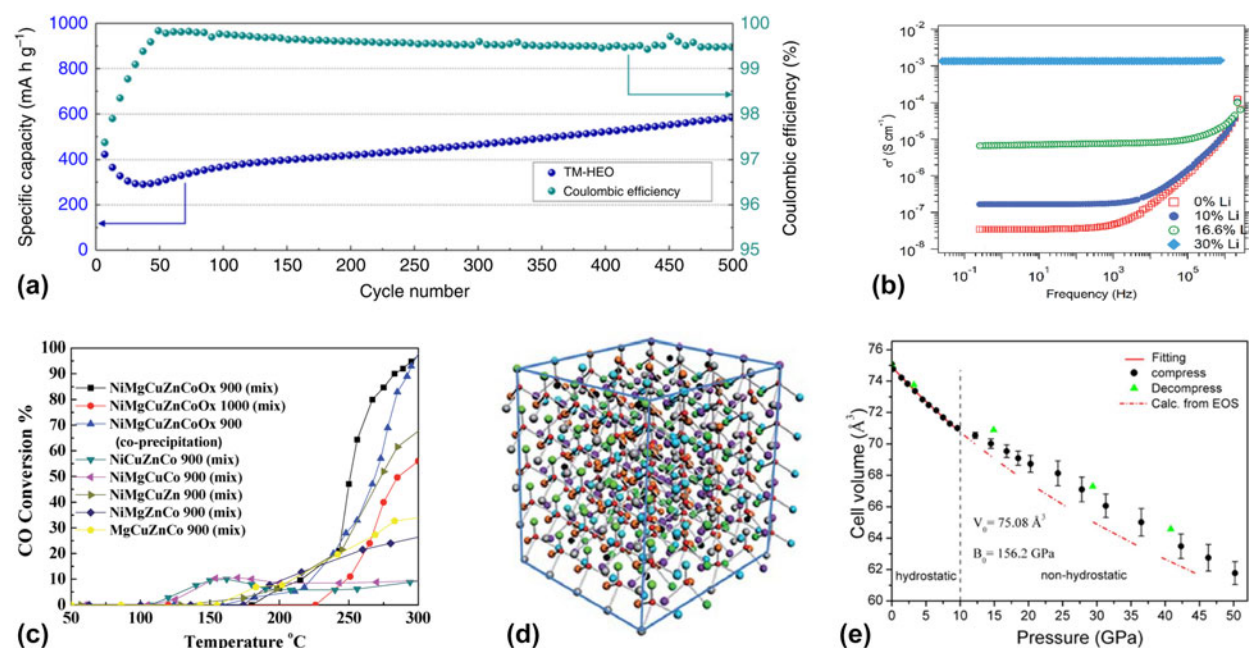 1000
800
600
400
200
0
Specific capacity (mA h g⁻¹)
100
99
98
97
96
95
Coulombic efficiency (%)
TM-HEO
Coulombic efficiency
0 50 100 150 200 250 300 350 400 450 500
Cycle number
(a)
10⁻²
10⁻³
10⁻⁴
10⁻⁵
10⁻⁶
10⁻⁷
10⁻⁸
σ' (S cm⁻¹)
0% Li
10% Li
16.6% L
30% Li
10⁻¹ 10¹ 10³ 10⁵
Frequency (Hz)
(b)
100
90
80
70
60
50
40
30
20
10
0
CO Conversion %
NiMgCuZnCoOx 900 (mix)
NiMgCuZnCoOx 1000 (mix)
NiMgCuZnCoOx 900
(co-precipitation)
NiCuZnCo 900 (mix)
NiMgCuCo 900 (mix)
NiMgCuZn 900 (mix)
NiMgZnCo 900 (mix)
MgCuZnCo 900 (mix)
50 100 150 200 250 300
Temperature °C
(c)
(d)
76
74
72
70
68
66
64
62
60
Cell volume (Å³)
Fitting
compress
Decompress
Calc. from EOS
V₀= 75.08 Å³
B₀= 156.2 GPa
hydrostatic
non-hydrostatic
0 10 20 30 40 50
Pressure (GPa)
(e)